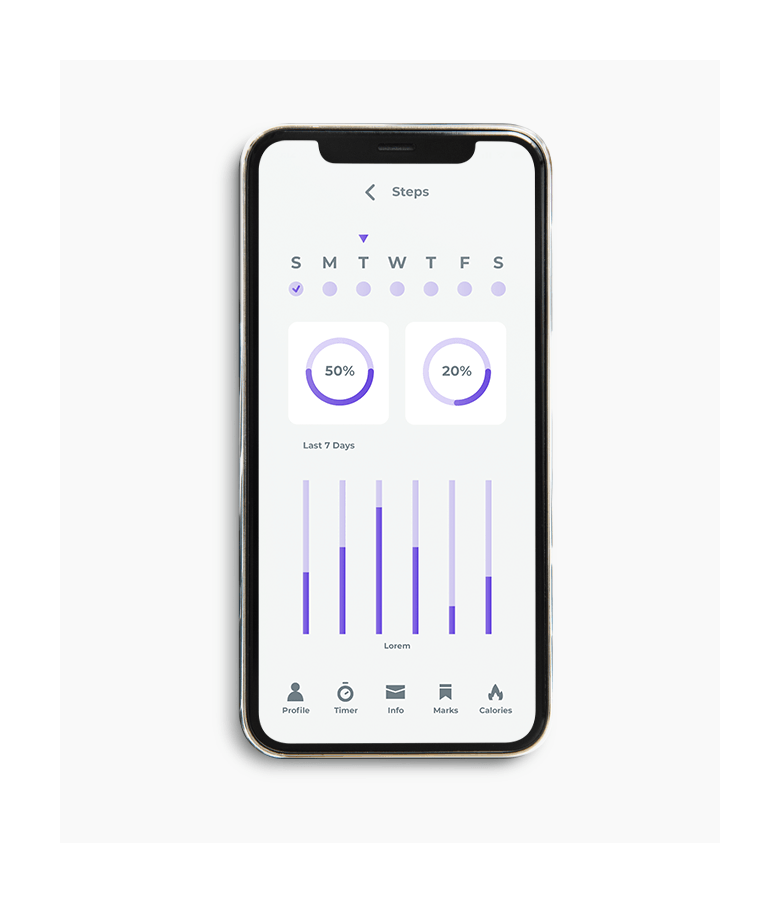 Steps
S M T W T F S
50% 20%
Last 7 Days
Lorem
Profile Timer Info Marks Calories